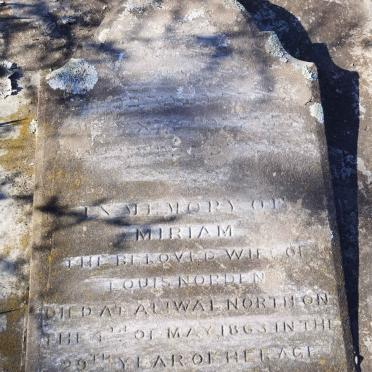 IN MEMORY OF
MIRIAM
THE BELOVED WIFE OF
LOUIS NORDEN
DIED AT ALIWAL NORTH ON
THE OF MAY 1863 IN THE
29TH YEAR OF HER AGE